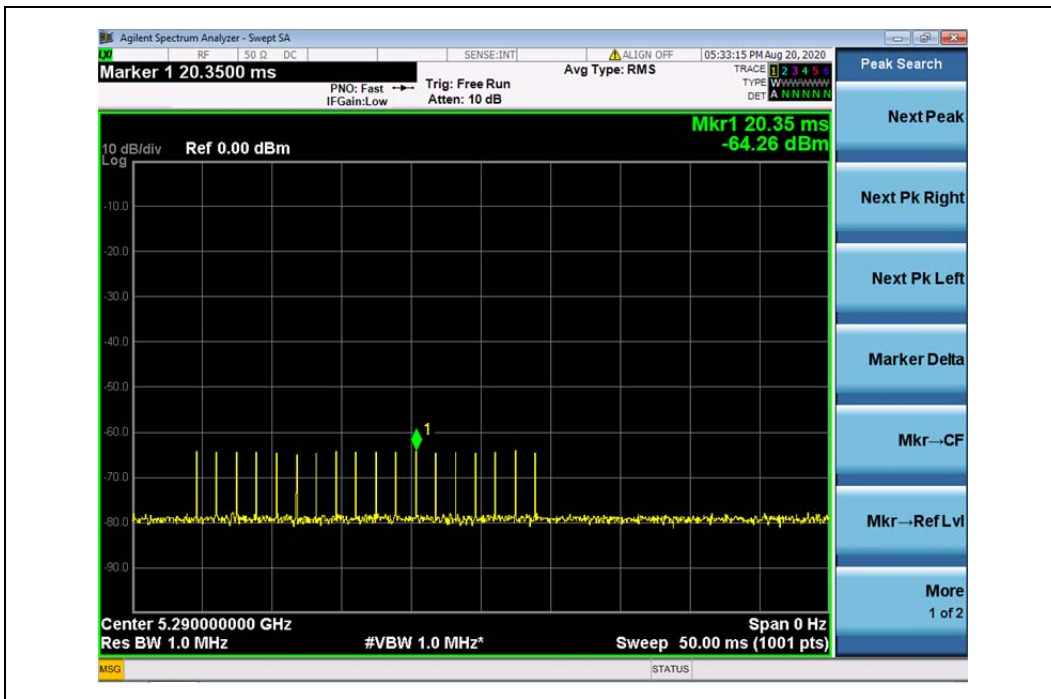 Agilent Spectrum Analyzer - Swept SA
LXI RF 50 Ω DC SENSE:INT ALIGN OFF 05:33:15 PM Aug 20, 2020
Marker 1 20.3500 ms
PNO: Fast
IFGain:Low
Trig: Free Run
Atten: 10 dB
Avg Type: RMS
TRACE 1 2 3 4 5 6
TYPE WWWWWW
DET A N N N N N
Peak Search
Next Peak
Next Pk Right
Next Pk Left
Marker Delta
Mkr→CF
Mkr→Ref Lvl
More
1 of 2
Mkr1 20.35 ms
-64.26 dBm
10 dB/div Ref 0.00 dBm
Log
-10.0
-20.0
-30.0
-40.0
-50.0
-60.0
-70.0
-80.0
-90.0
1
Center 5.290000000 GHz Span 0 Hz
Res BW 1.0 MHz #VBW 1.0 MHz* Sweep 50.00 ms (1001 pts)
MSG STATUS